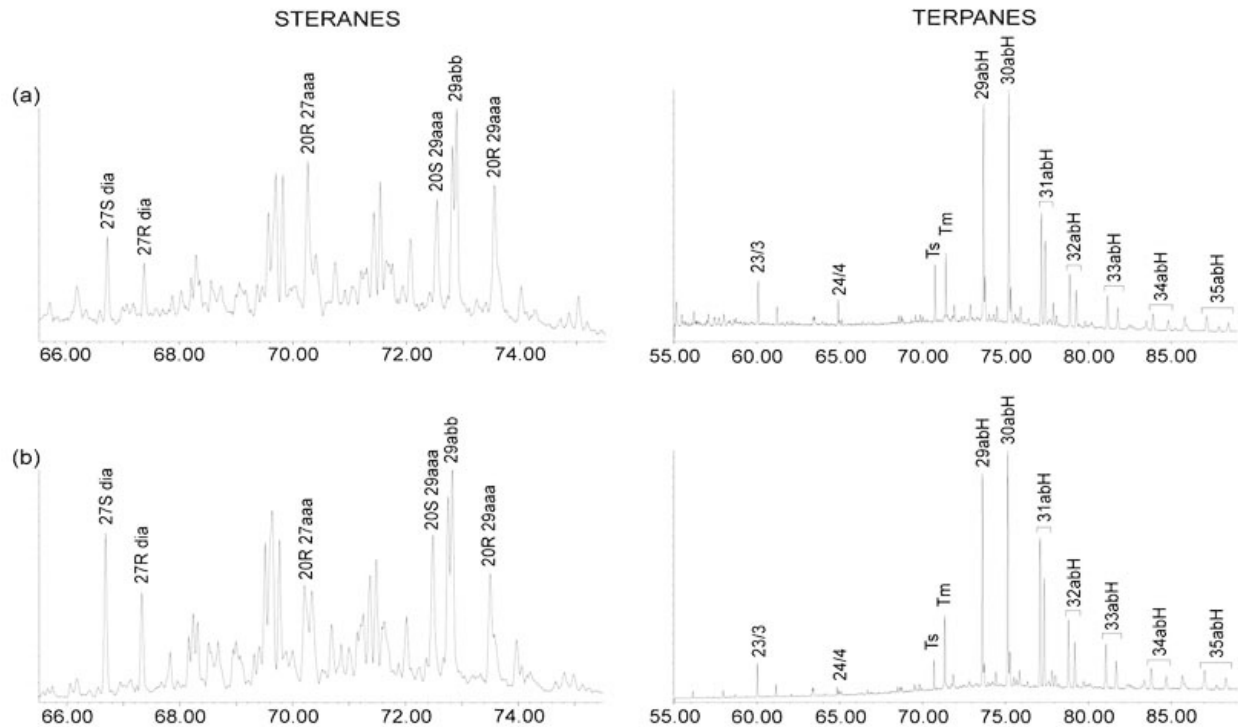 STERANES
TERPANES
(a)
27S dia
27R dia
20R 27aaa
20S 29aaa
29abb
20R 29aaa
66.00 68.00 70.00 72.00 74.00
23/3
24/4
Ts
Tm
29abH
30abH
31abH
32abH
33abH
34abH
35abH
55.00 60.00 65.00 70.00 75.00 80.00 85.00
(b)
27S dia
27R dia
20R 27aaa
20S 29aaa
29abb
20R 29aaa
66.00 68.00 70.00 72.00 74.00
23/3
24/4
Ts
Tm
29abH
30abH
31abH
32abH
33abH
34abH
35abH
55.00 60.00 65.00 70.00 75.00 80.00 85.00